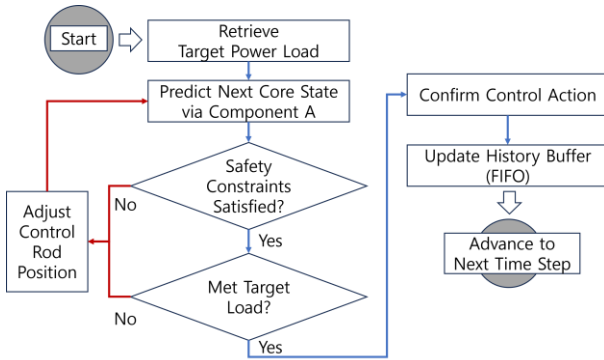 Start
Retrieve
Target Power Load
Predict Next Core State
via Component A
Safety
Constraints
Satisfied?
No
Yes
Adjust
Control
Rod
Position
Met Target
Load?
No
Yes
Confirm Control Action
Update History Buffer
(FIFO)
Advance to
Next Time Step